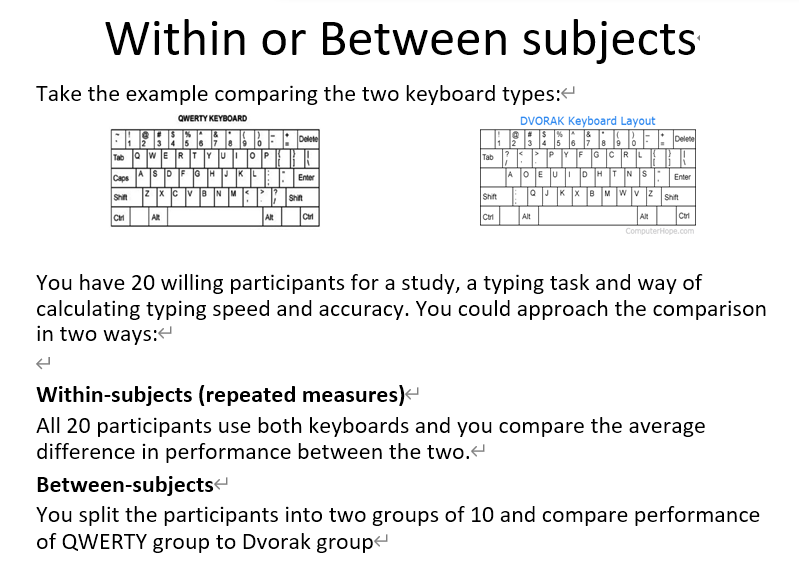 Within or Between subjects
Take the example comparing the two keyboard types:
QWERTY KEYBOARD
~ ! @ # $ % ^ & * ( ) - +
1 2 3 4 5 6 7 8 9 0 = Delete
Tab Q W E R T Y U I O P { } |
[ ] \
Caps A S D F G H J K L : "
; ' Enter
Shift Z X C V B N M < > ?
/ Shift
Ctrl Alt Alt Ctrl
DVORAK Keyboard Layout
! @ # $ % ^ & * ( ) - +
1 2 3 4 5 6 7 8 9 0 = Delete
Tab ? < > P Y F G C R L { } |
/ [ ] \
A O E U I D H T N S Enter
Shift : Q J K X B M W V Z Shift
;
Ctrl Alt Alt Ctrl
ComputerHope.com
You have 20 willing participants for a study, a typing task and way of
calculating typing speed and accuracy. You could approach the comparison
in two ways:
Within-subjects (repeated measures)
All 20 participants use both keyboards and you compare the average
difference in performance between the two.
Between-subjects
You split the participants into two groups of 10 and compare performance
of QWERTY group to Dvorak group